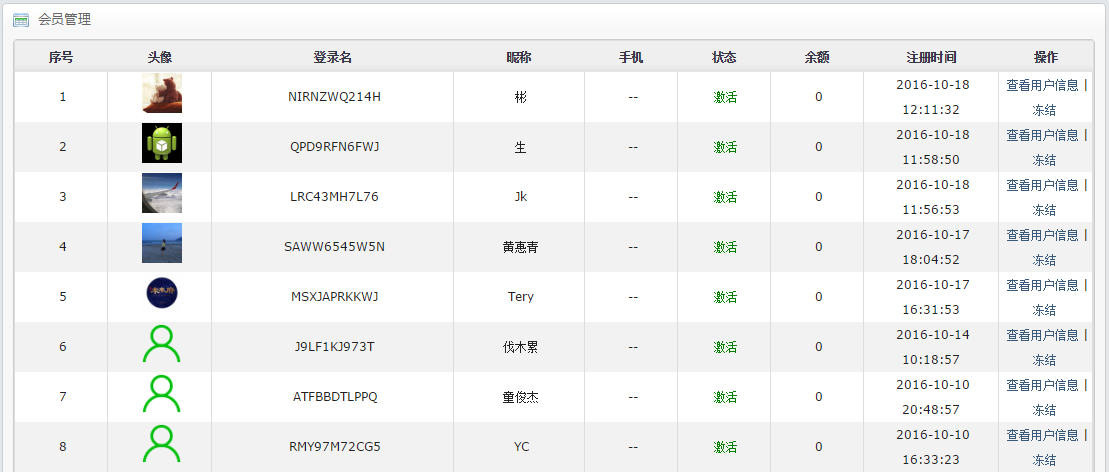 会员管理
序号 头像 登录名 昵称 手机 状态 余额 注册时间 操作
1 NIRNZWQ214H 彬 -- 激活 0 2016-10-18 12:11:32 查看用户信息 | 冻结
2 QPD9RFN6FWJ 生 -- 激活 0 2016-10-18 11:58:50 查看用户信息 | 冻结
3 LRC43MH7L76 Jk -- 激活 0 2016-10-18 11:56:53 查看用户信息 | 冻结
4 SAWW6545W5N 黄惠青 -- 激活 0 2016-10-17 18:04:52 查看用户信息 | 冻结
5 MSXJAPRKKWJ Tery -- 激活 0 2016-10-17 16:31:53 查看用户信息 | 冻结
6 J9LF1KJ973T 伐木累 -- 激活 0 2016-10-14 10:18:57 查看用户信息 | 冻结
7 ATFBBDTLPPQ 童俊杰 -- 激活 0 2016-10-10 20:48:57 查看用户信息 | 冻结
8 RMY97M72CG5 YC -- 激活 0 2016-10-10 16:33:23 查看用户信息 | 冻结